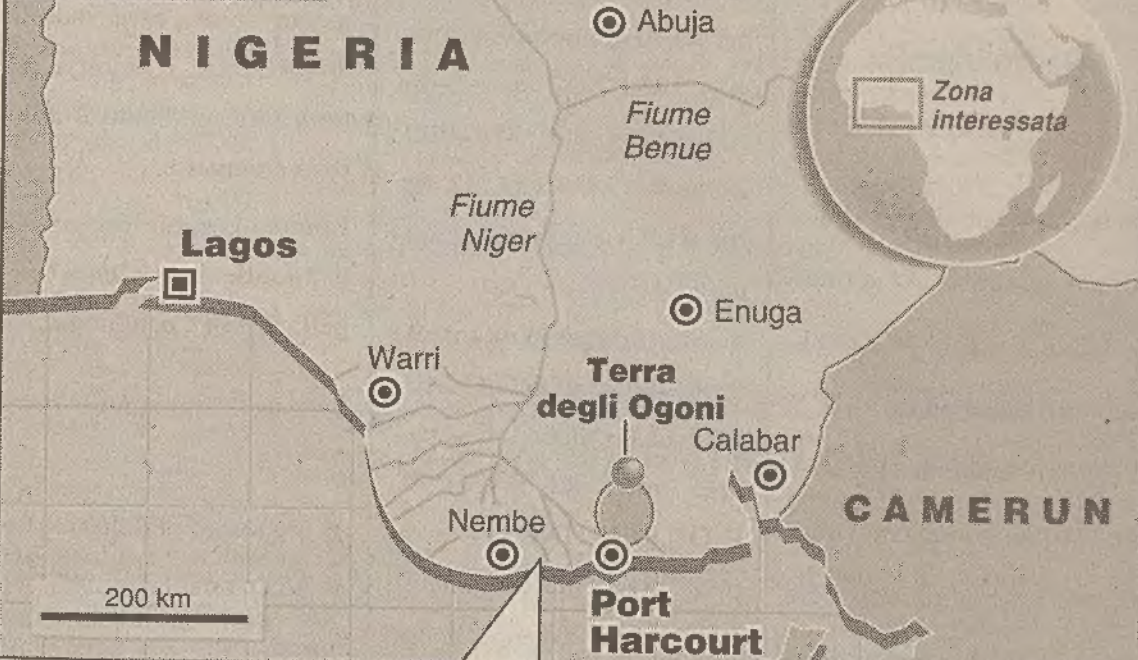 Abuja
NIGERIA
Zona
interessata
Fiume
Benue
Fiume
Niger
Lagos
Enuga
Warri
Terra
degli Ogoni
Calabar
CAMERUN
Nembe
200 km
Port
Harcourt